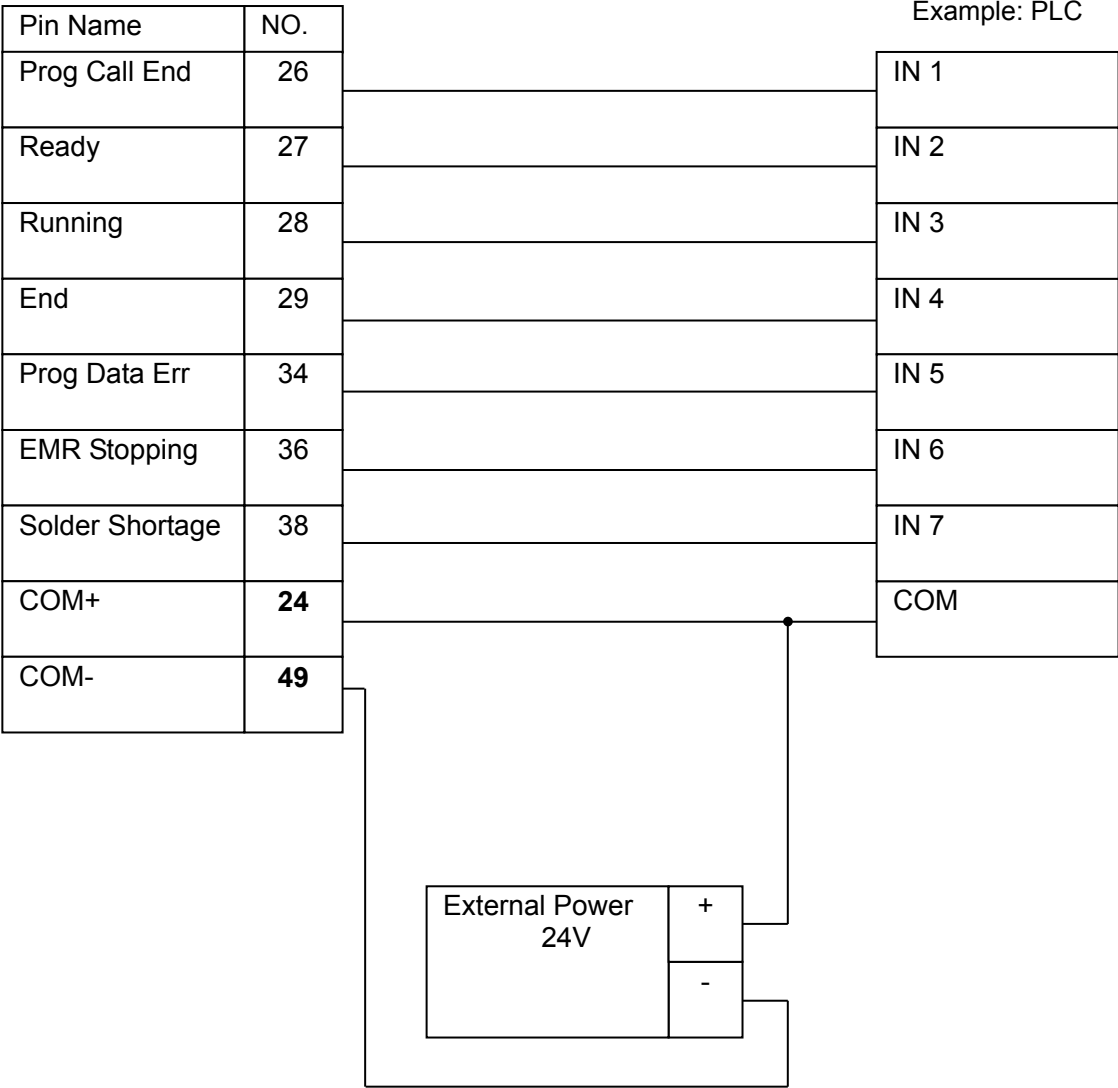 Example: PLC
Pin Name NO.
Prog Call End 26 IN 1
Ready 27 IN 2
Running 28 IN 3
End 29 IN 4
Prog Data Err 34 IN 5
EMR Stopping 36 IN 6
Solder Shortage 38 IN 7
COM+ 24 COM
COM- 49
External Power +
24V
-